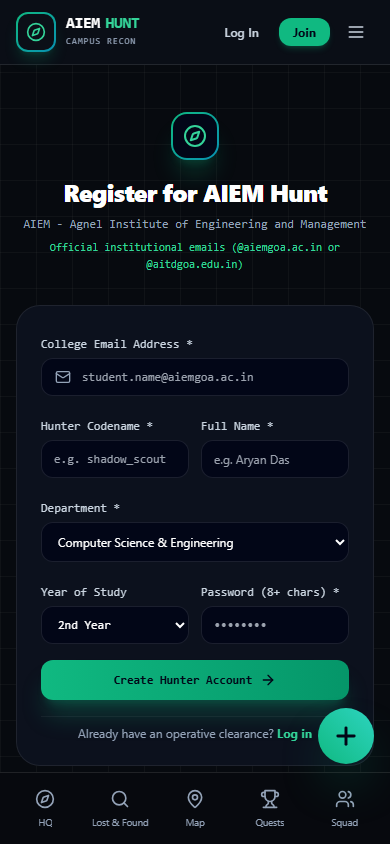 AIEM HUNT
CAMPUS RECON
Log In
Join
Register for AIEM Hunt
AIEM - Agnel Institute of Engineering and Management
Official institutional emails (@aiemgoa.ac.in or
@aitdgoa.edu.in)
College Email Address *
student.name@aiemgoa.ac.in
Hunter Codename *
Full Name *
e.g. shadow_scout
e.g. Aryan Das
Department *
Computer Science & Engineering
Year of Study
Password (8+ chars) *
2nd Year
••••••••
Create Hunter Account →
Already have an operative clearance? Log in
HQ
Lost & Found
Map
Quests
Squad